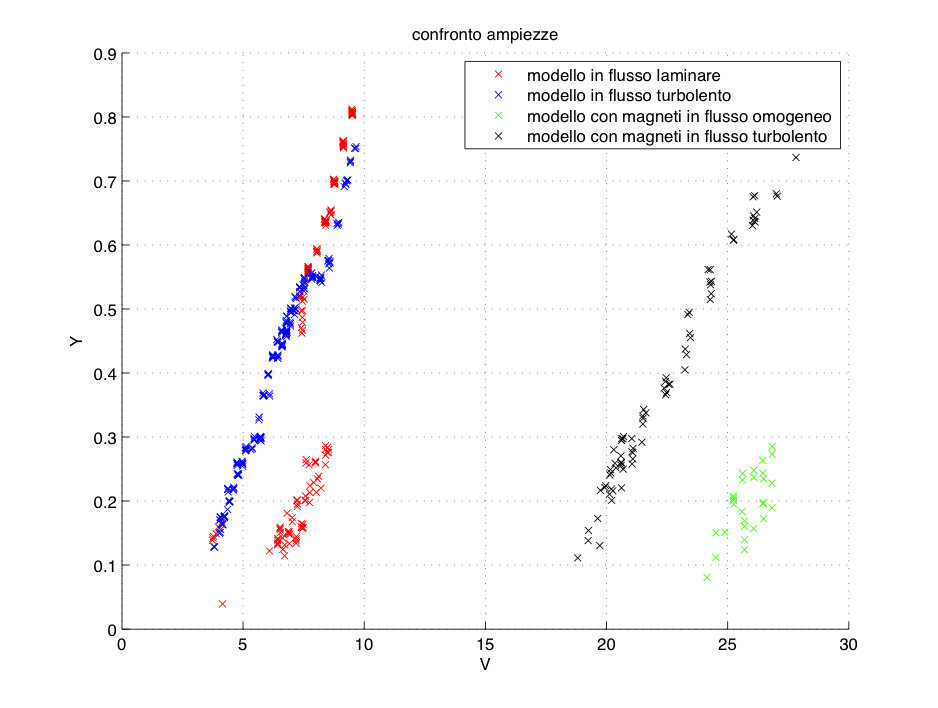 confronto ampiezze
0.9
0.8
0.7
0.6
0.5
0.4
0.3
0.2
0.1
0
Y
modello in flusso laminare
modello in flusso turbolento
modello con magneti in flusso omogeneo
modello con magneti in flusso turbolento
0 5 10 15 20 25 30
V